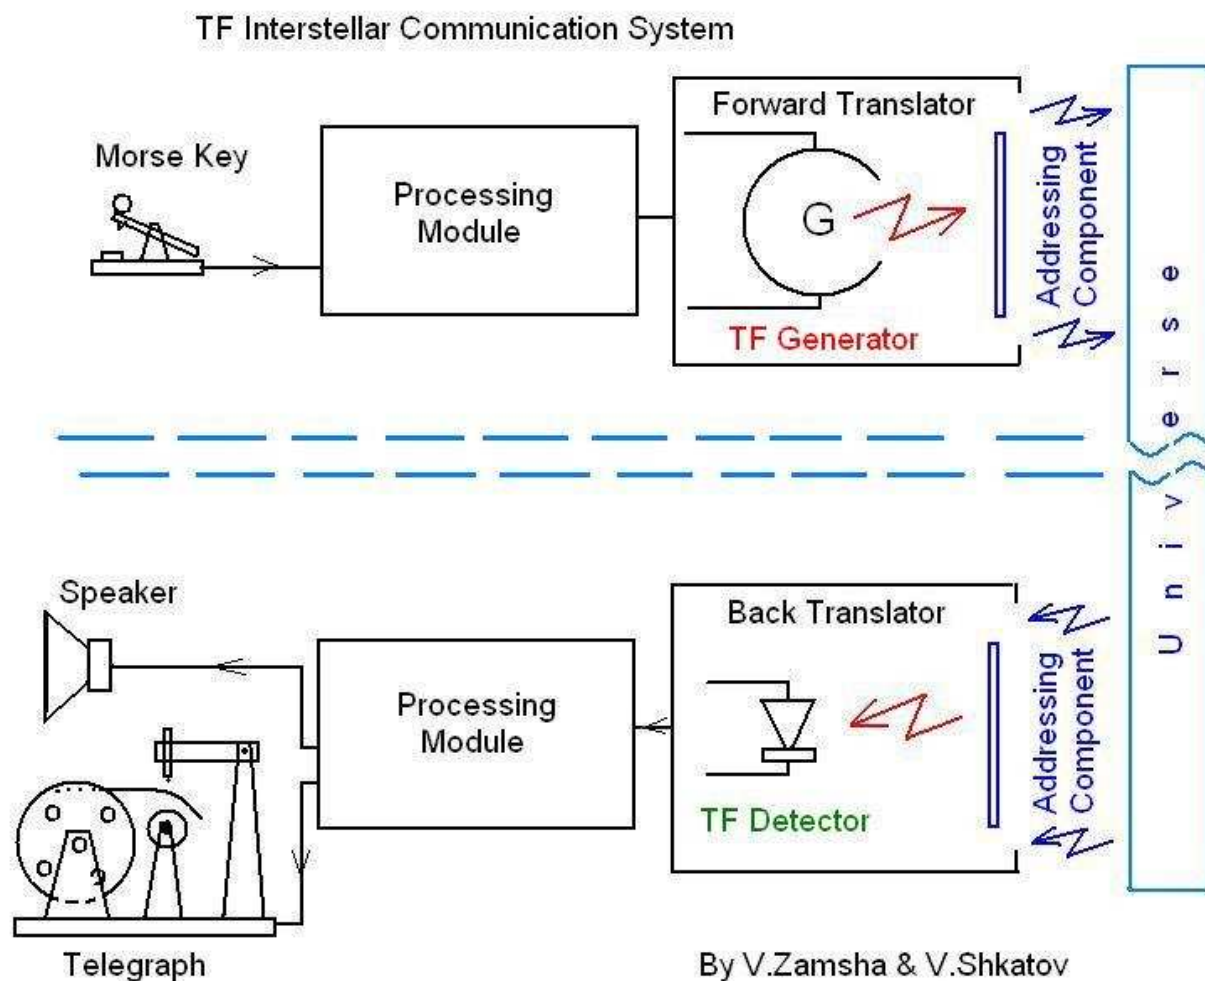 TF Interstellar Communication System
Morse Key
Processing
Module
Forward Translator
G
TF Generator
Addressing
Component
Universe
Speaker
Telegraph
Processing
Module
Back Translator
TF Detector
Addressing
Component
By V.Zamsha & V.Shkatov